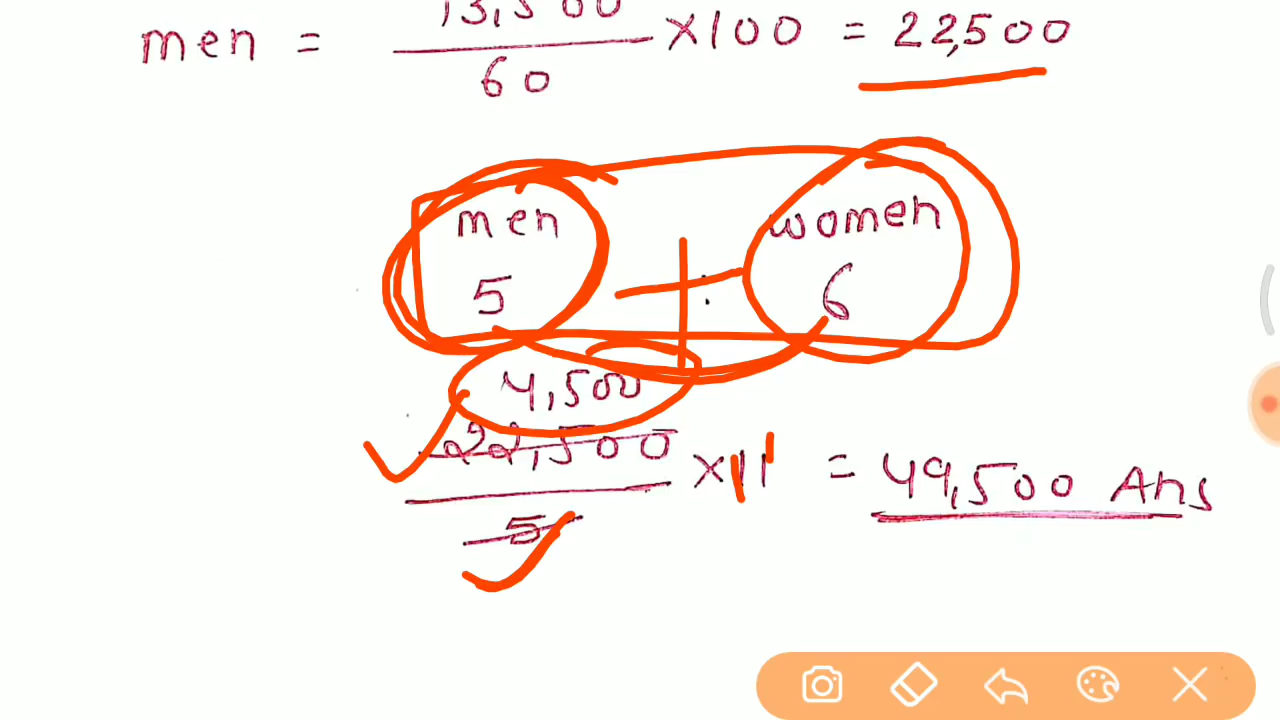 13,500
men = ×100 = 22,500
60
men women
5 : 6
4,500
22,500 ×11 = 49,500 Ans
5